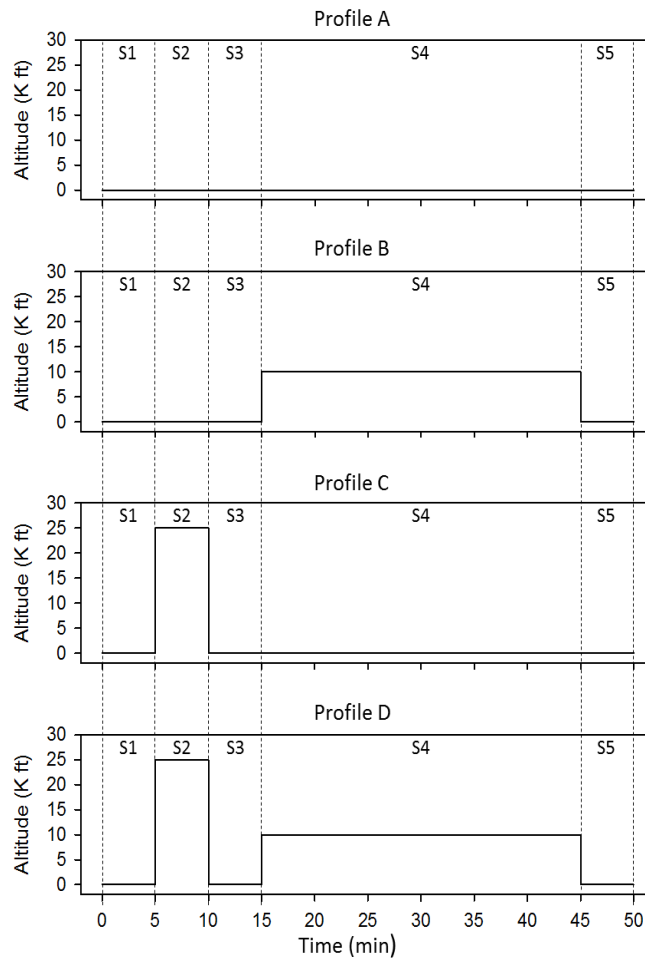 Profile A
Altitude (K ft)
30
25
20
15
10
5
0
S1 S2 S3 S4 S5
Profile B
Altitude (K ft)
30
25
20
15
10
5
0
S1 S2 S3 S4 S5
Profile C
Altitude (K ft)
30
25
20
15
10
5
0
S1 S2 S3 S4 S5
Profile D
Altitude (K ft)
30
25
20
15
10
5
0
S1 S2 S3 S4 S5
0 5 10 15 20 25 30 35 40 45 50
Time (min)